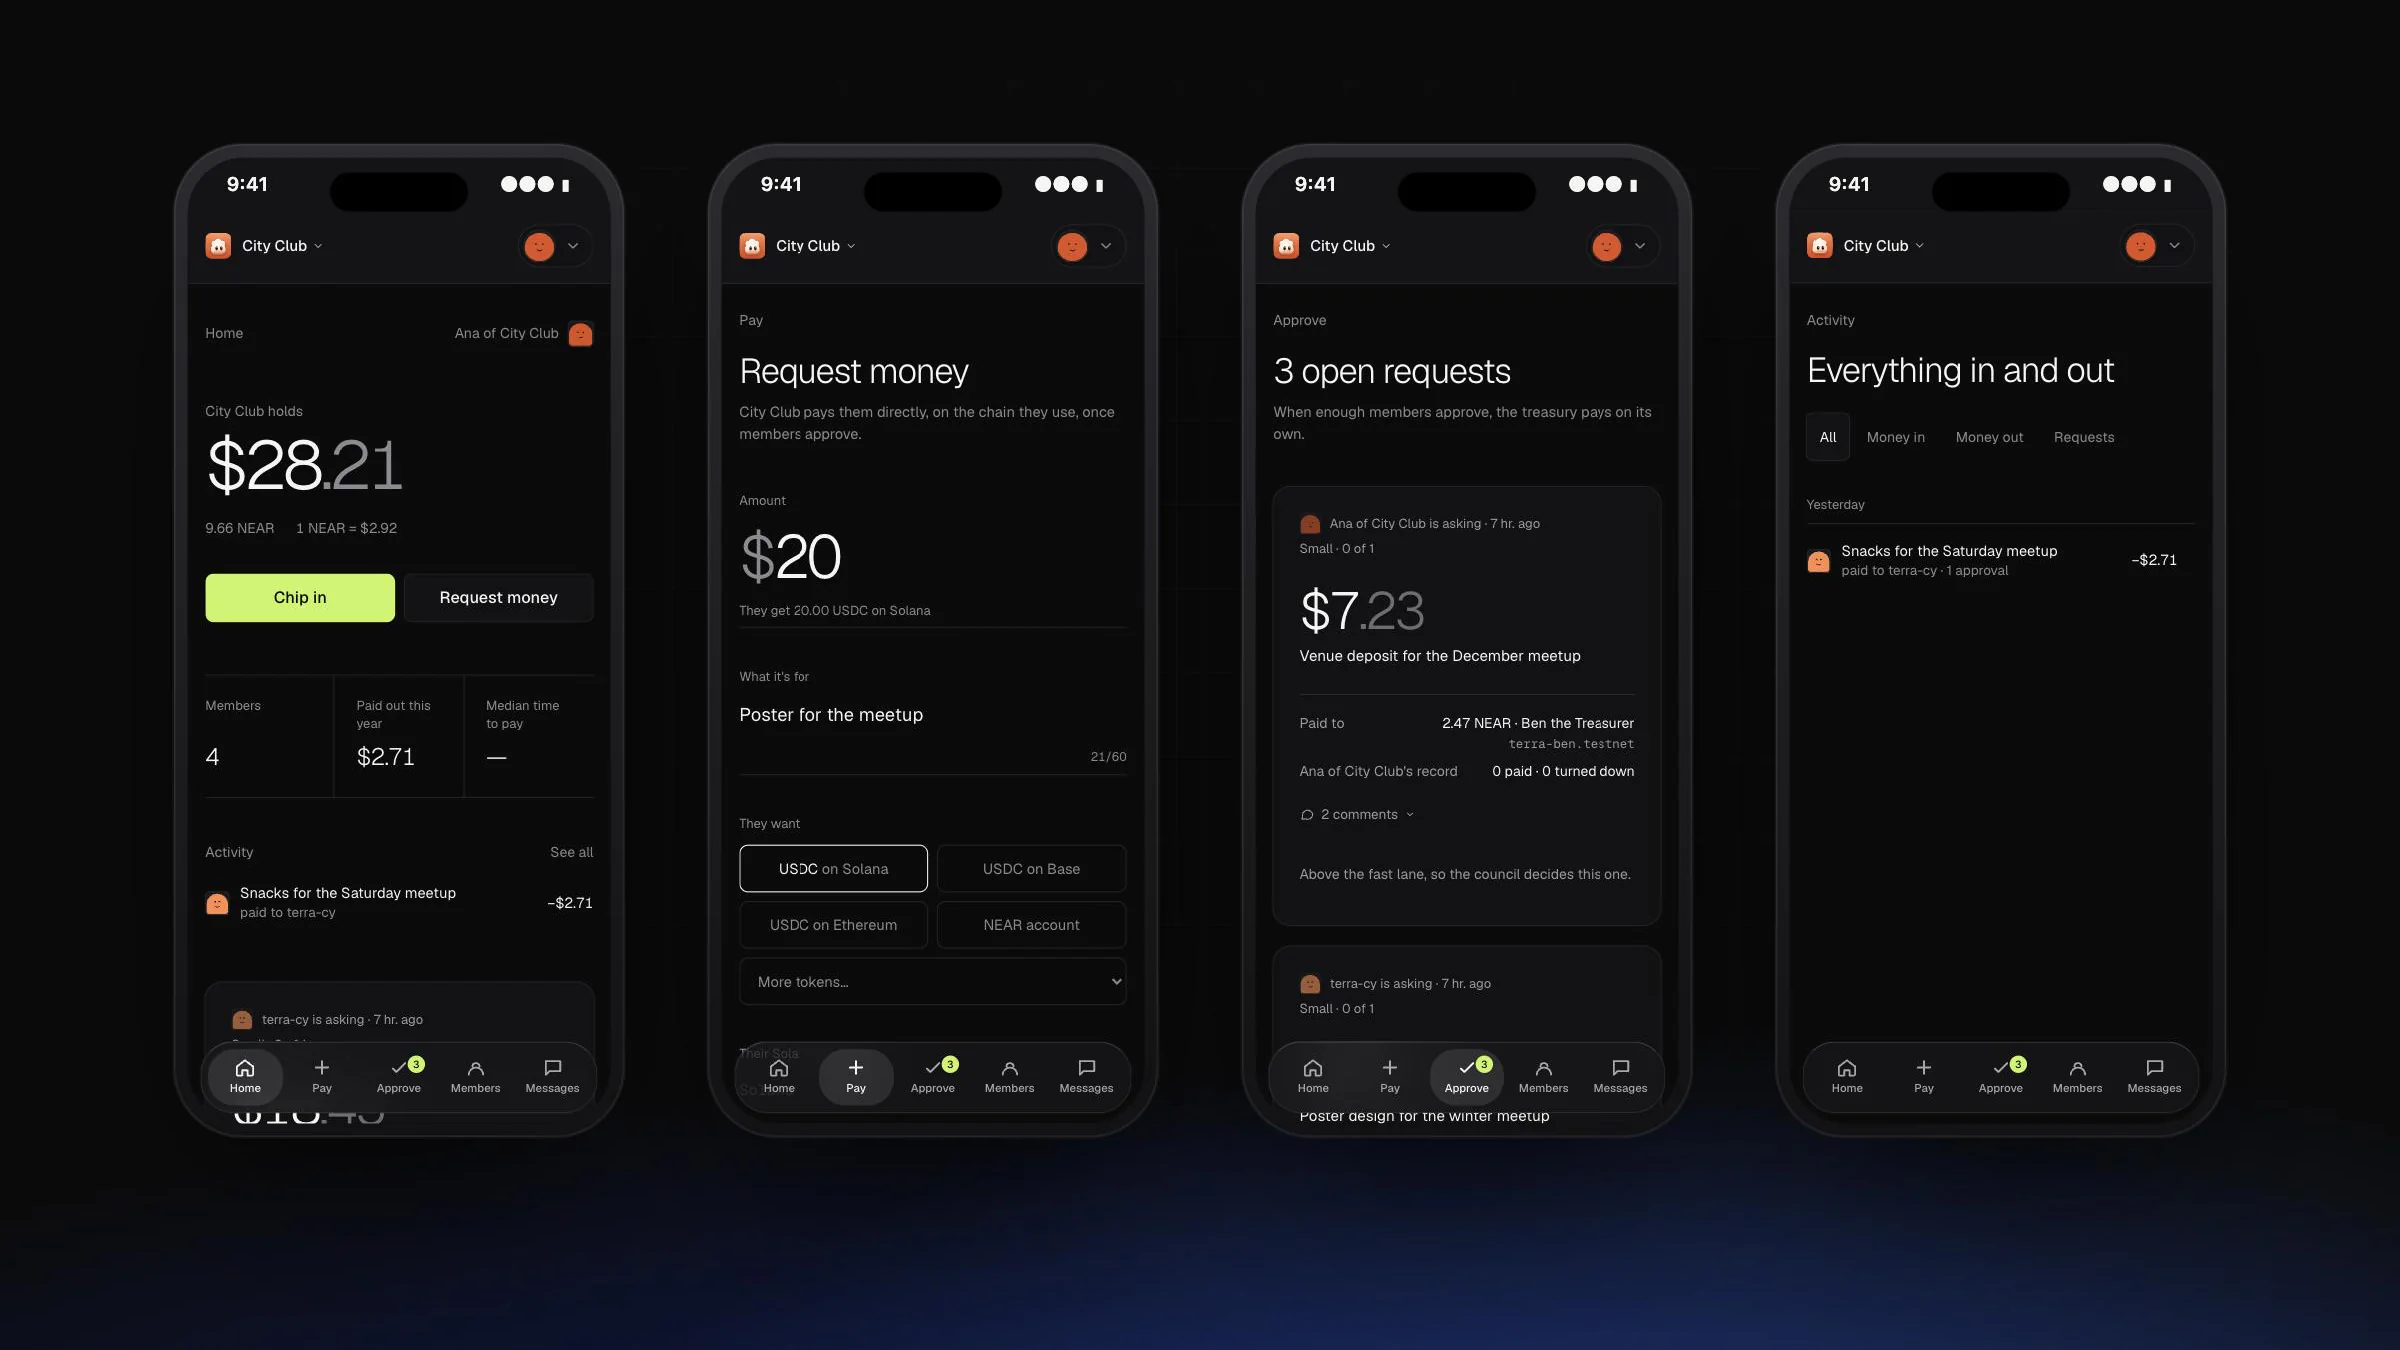 9:41
City Club
Home
Ana of City Club
City Club holds
$28.21
9.66 NEAR 1 NEAR = $2.92
Chip in
Request money
Members
4
Paid out this
year
$2.71
Median time
to pay
—
Activity
See all
Snacks for the Saturday meetup
paid to terra-cy
−$2.71
terra-cy is asking · 7 hr. ago
Home
Pay
Approve
3
Members
Messages
9:41
City Club
Pay
Request money
City Club pays them directly, on the chain they use, once
members approve.
Amount
$20
They get 20.00 USDC on Solana
What it's for
Poster for the meetup
21/60
They want
USDC on Solana
USDC on Base
USDC on Ethereum
NEAR account
More tokens...
Their Sola
Home
Pay
Approve
3
Members
Messages
9:41
City Club
Approve
3 open requests
When enough members approve, the treasury pays on its
own.
Ana of City Club is asking · 7 hr. ago
Small · 0 of 1
$7.23
Venue deposit for the December meetup
Paid to
2.47 NEAR · Ben the Treasurer
terra-ben.testnet
Ana of City Club's record
0 paid · 0 turned down
2 comments
Above the fast lane, so the council decides this one.
terra-cy is asking · 7 hr. ago
Small · 0 of 1
Home
Pay
Approve
3
Members
Messages
Poster design for the winter meetup
9:41
City Club
Activity
Everything in and out
All
Money in
Money out
Requests
Yesterday
Snacks for the Saturday meetup
paid to terra-cy · 1 approval
−$2.71
Home
Pay
Approve
3
Members
Messages